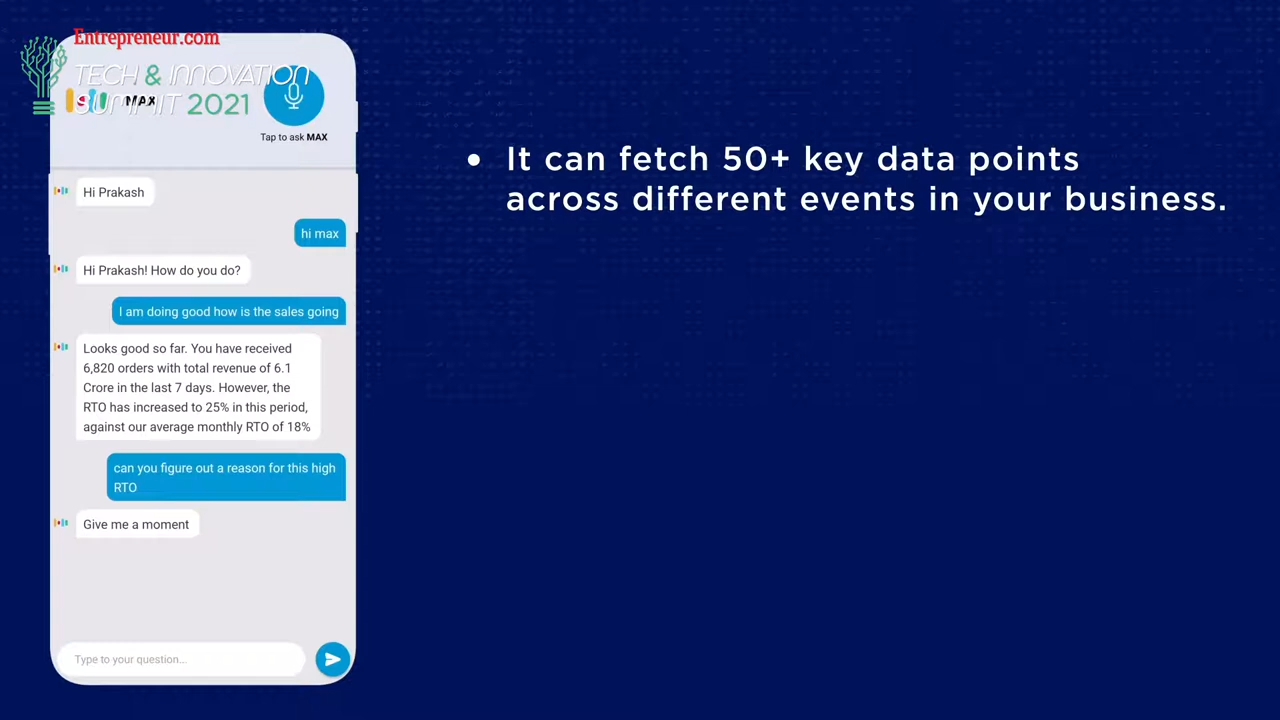 Entrepreneur.com
TECH & INNOVATION
SUMMIT 2021
MAX
Tap to ask MAX
Hi Prakash
hi max
Hi Prakash! How do you do?
I am doing good how is the sales going
Looks good so far. You have received
6,820 orders with total revenue of 6.1
Crore in the last 7 days. However, the
RTO has increased to 25% in this period,
against our average monthly RTO of 18%
can you figure out a reason for this high
RTO
Give me a moment
Type to your question...
• It can fetch 50+ key data points
across different events in your business.